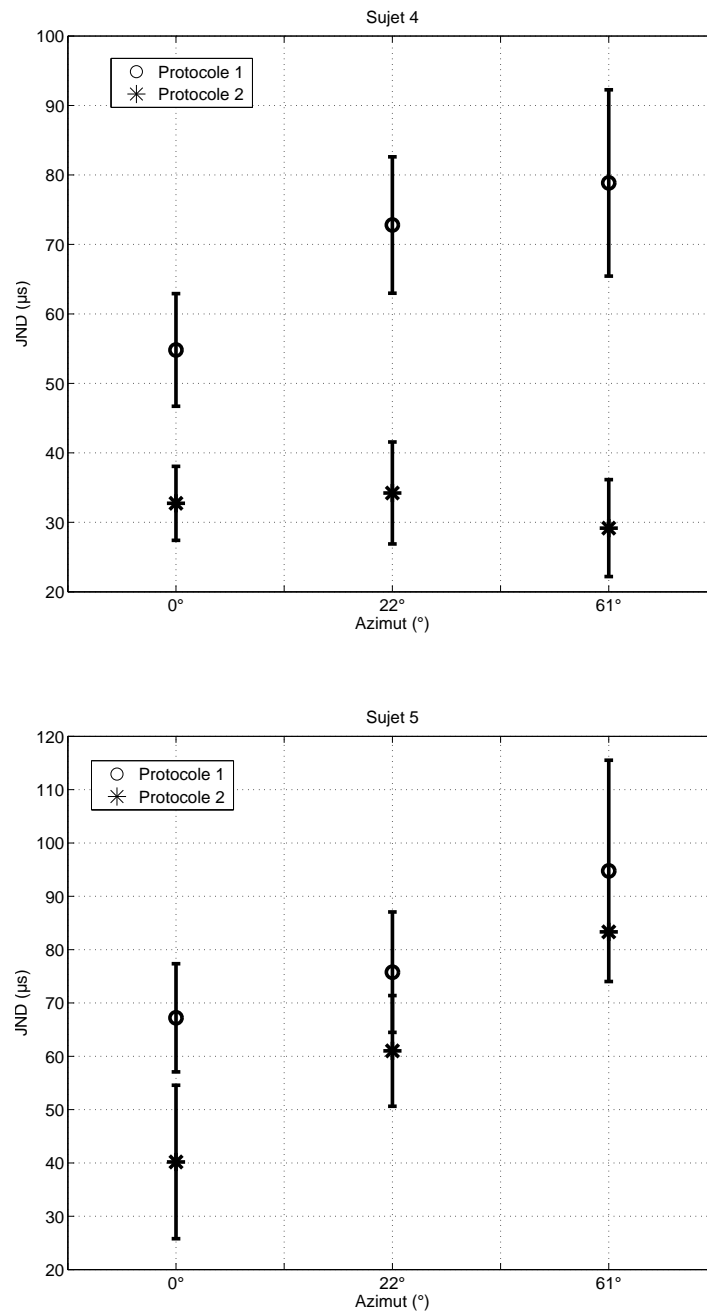 Sujet 4
100
90
80
70
60
50
40
30
20
JND (µs)
Protocole 1
Protocole 2
0° 22° 61°
Azimut (°)
Sujet 5
120
110
100
90
80
70
60
50
40
30
20
JND (µs)
Protocole 1
Protocole 2
0° 22° 61°
Azimut (°)